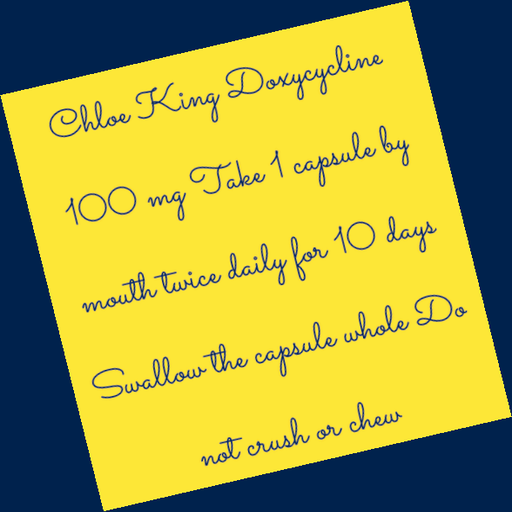 Chloe King Doxycycline
100 mg Take 1 capsule by
mouth twice daily for 10 days
Swallow the capsule whole Do
not crush or chew